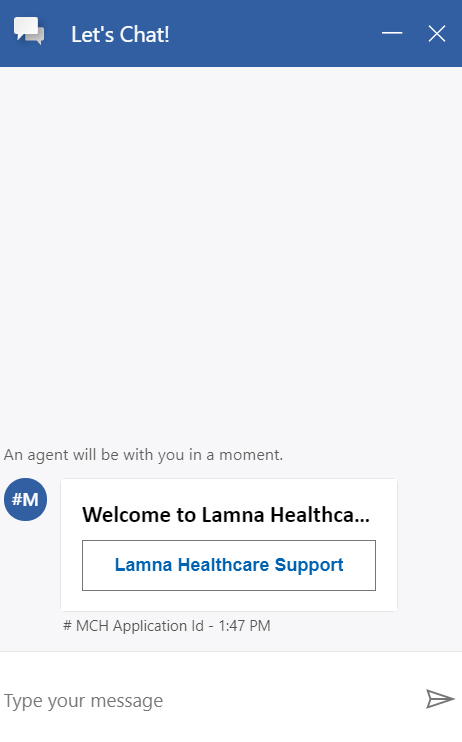 Let's Chat!
An agent will be with you in a moment.
#M
Welcome to Lamna Healthca...
Lamna Healthcare Support
# MCH Application Id - 1:47 PM
Type your message